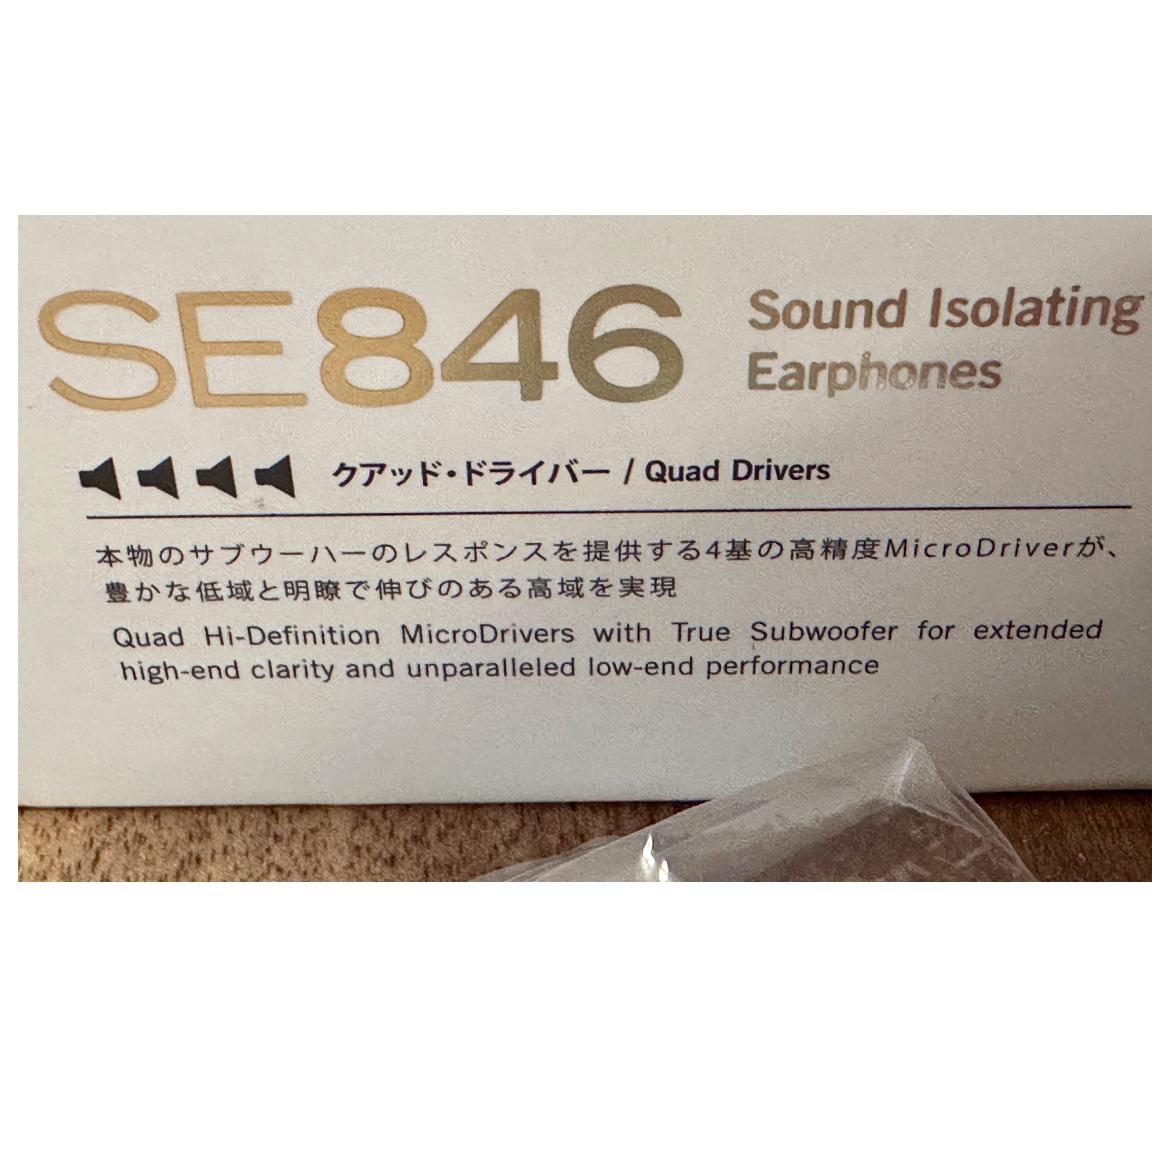 SE846
Sound Isolating
Earphones
クアッド・ドライバー / Quad Drivers
本物のサブウーハーのレスポンスを提供する4基の高精度MicroDriverが、
豊かな低域と明瞭で伸びのある高域を実現
Quad Hi-Definition MicroDrivers with True Subwoofer for extended
high-end clarity and unparalleled low-end performance